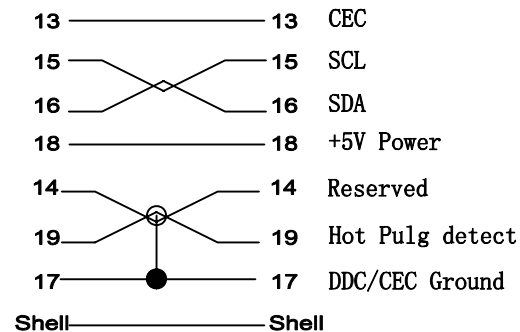 13 13 CEC
15 15 SCL
16 16 SDA
18 18 +5V Power
14 14 Reserved
19 19 Hot Pulg detect
17 17 DDC/CEC Ground
Shell Shell